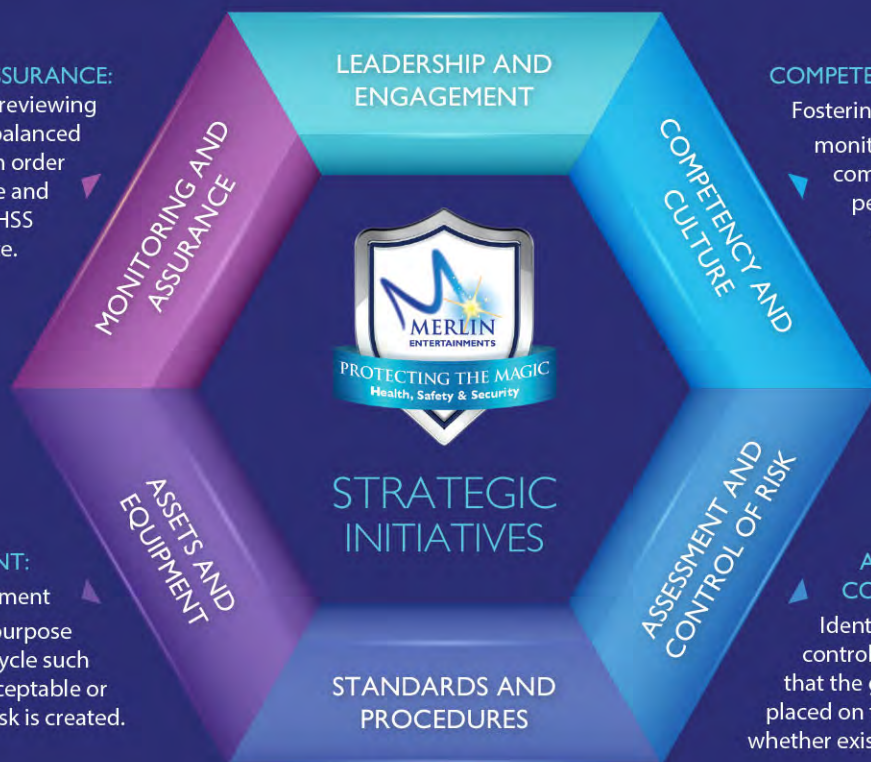 SSURANCE:
reviewing
alanced
n order
e and
HSS
e.
LEADERSHIP AND
ENGAGEMENT
COMPETE
Fosterin
monit
com
pe
MONITORING AND
ASSURANCE
COMPETENCY AND
CULTURE
MERLIN
ENTERTAINMENTS
PROTECTING THE MAGIC
Health, Safety & Security
STRATEGIC
INITIATIVES
ASSETS AND
EQUIPMENT
ASSESSMENT AND
CONTROL OF RISK
NT:
ment
urpose
ycle such
ceptable or
sk is created.
STANDARDS AND
PROCEDURES
A
CO
Ident
control
that the g
placed on t
whether exis